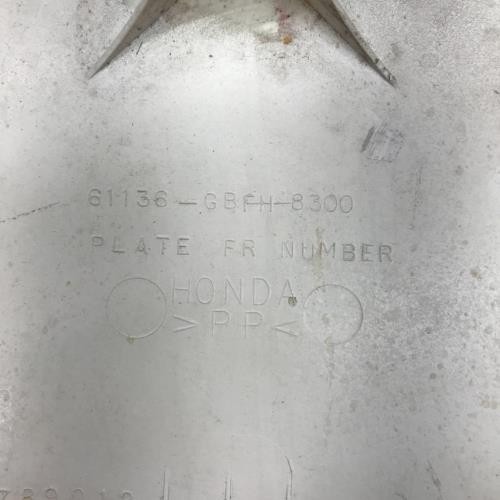 61136-GBFH-8300
PLATE FR NUMBER
HONDA
>PP<